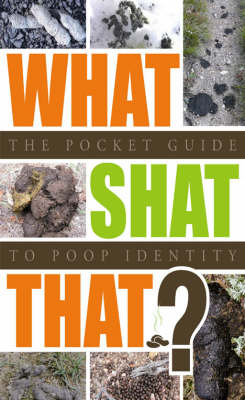 WHAT
THE POCKET GUIDE
SHAT
TO POOP IDENTITY
THAT?